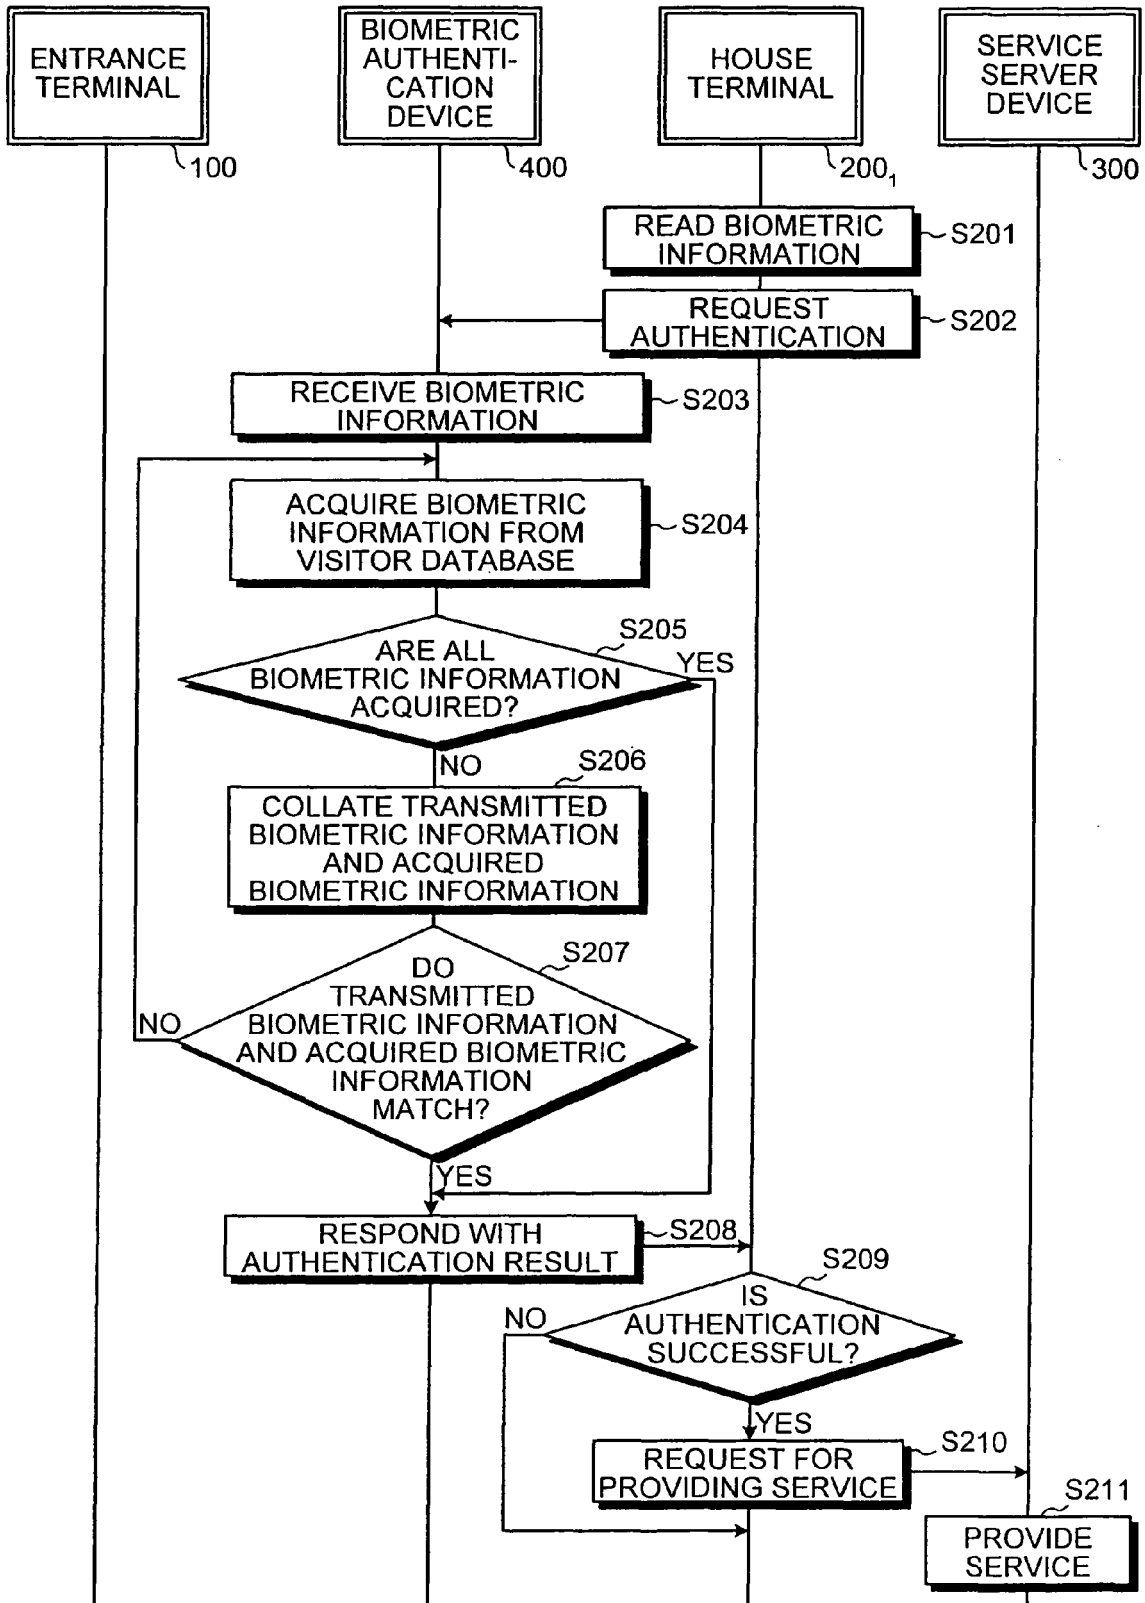 ENTRANCE
TERMINAL
100
BIOMETRIC
AUTHENTI-
CATION
DEVICE
400
HOUSE
TERMINAL
200₁
SERVICE
SERVER
DEVICE
300
READ BIOMETRIC
INFORMATION
S201
REQUEST
AUTHENTICATION
S202
RECEIVE BIOMETRIC
INFORMATION
S203
ACQUIRE BIOMETRIC
INFORMATION FROM
VISITOR DATABASE
S204
S205
ARE ALL
BIOMETRIC INFORMATION
ACQUIRED?
YES
NO
S206
COLLATE TRANSMITTED
BIOMETRIC INFORMATION
AND ACQUIRED
BIOMETRIC INFORMATION
S207
DO
TRANSMITTED
BIOMETRIC INFORMATION
AND ACQUIRED BIOMETRIC
INFORMATION
MATCH?
NO
YES
RESPOND WITH
AUTHENTICATION RESULT
S208
S209
IS
AUTHENTICATION
SUCCESSFUL?
NO
YES
REQUEST FOR
PROVIDING SERVICE
S210
S211
PROVIDE
SERVICE